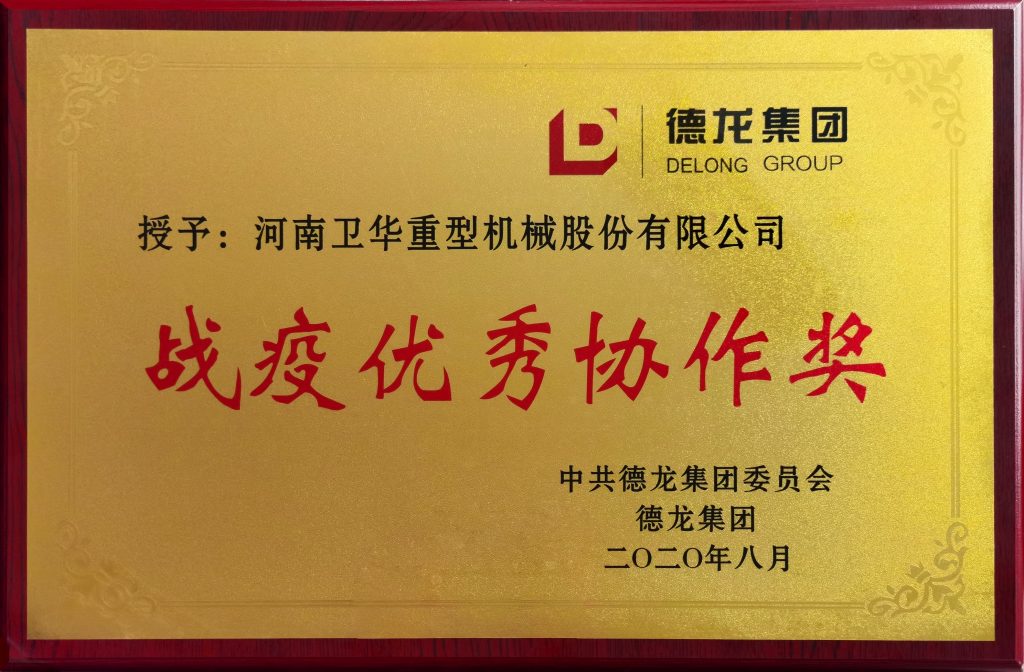 德龙集团
DELONG GROUP
授予：河南卫华重型机械股份有限公司
战疫优秀协作奖
中共德龙集团委员会
德龙集团
二〇二〇年八月